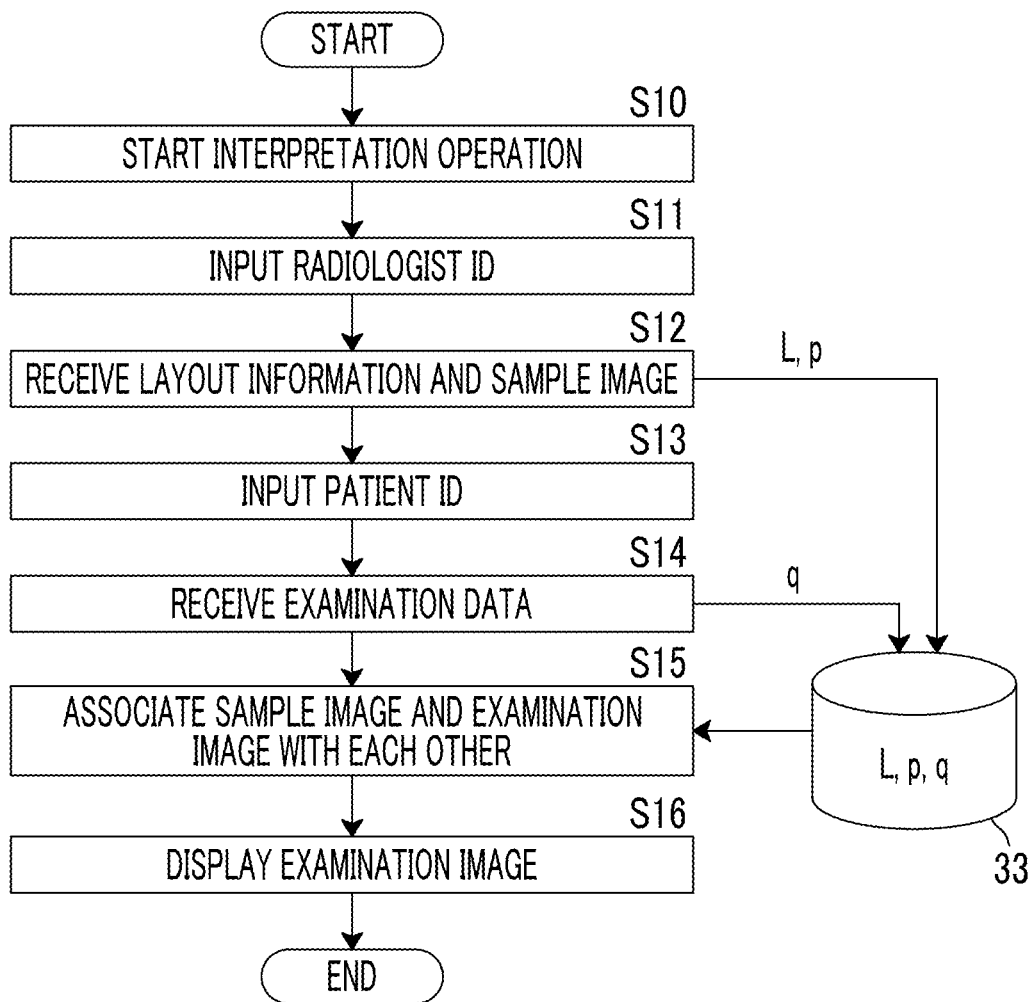 START
S10
START INTERPRETATION OPERATION
S11
INPUT RADIOLOGIST ID
S12
RECEIVE LAYOUT INFORMATION AND SAMPLE IMAGE
L, p
S13
INPUT PATIENT ID
S14
RECEIVE EXAMINATION DATA
q
S15
ASSOCIATE SAMPLE IMAGE AND EXAMINATION
IMAGE WITH EACH OTHER
L, p, q
33
S16
DISPLAY EXAMINATION IMAGE
END